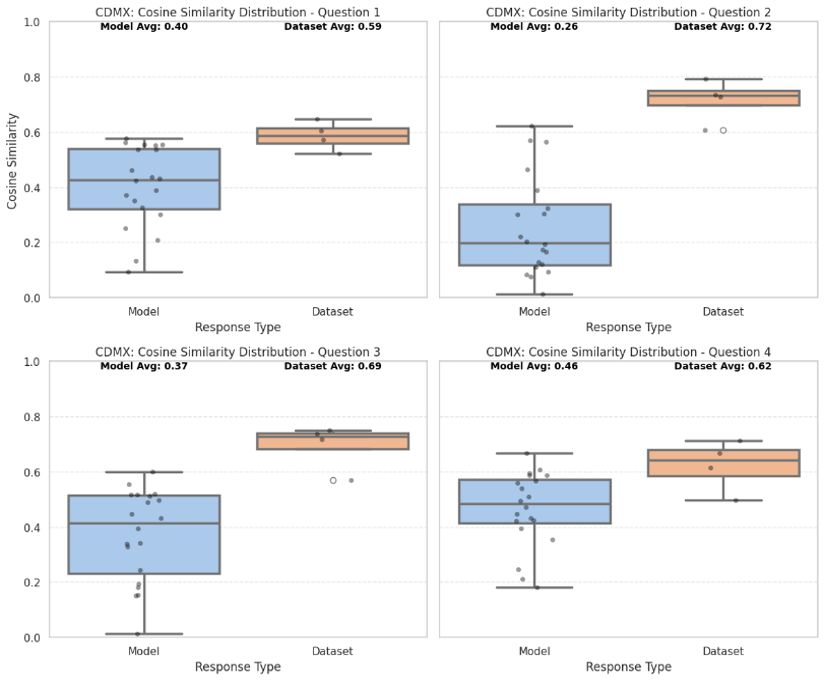 CDMX: Cosine Similarity Distribution - Question 1
Model Avg: 0.40 Dataset Avg: 0.59
1.0
0.8
0.6
0.4
0.2
0.0
Cosine Similarity
Model Dataset
Response Type
CDMX: Cosine Similarity Distribution - Question 2
Model Avg: 0.26 Dataset Avg: 0.72
Model Dataset
Response Type
CDMX: Cosine Similarity Distribution - Question 3
Model Avg: 0.37 Dataset Avg: 0.69
1.0
0.8
0.6
0.4
0.2
0.0
Model Dataset
Response Type
CDMX: Cosine Similarity Distribution - Question 4
Model Avg: 0.46 Dataset Avg: 0.62
Model Dataset
Response Type